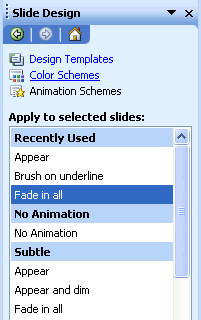 Slide Design
Design Templates
Color Schemes
Animation Schemes
Apply to selected slides:
Recently Used
Appear
Brush on underline
Fade in all
No Animation
No Animation
Subtle
Appear
Appear and dim
Fade in all